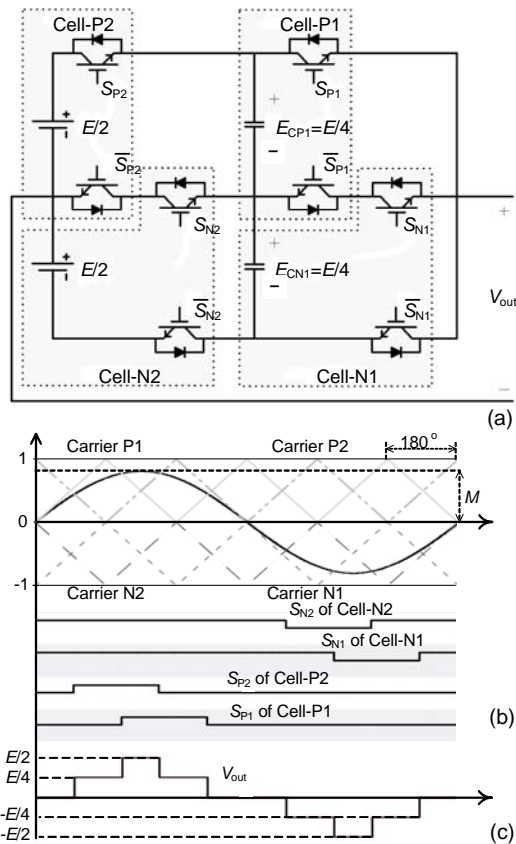 Cell-P2
Cell-P1
S_P2
S_P1
E/2
E_CP1=E/4
S̅_P2
S̅_P1
S_N2
S_N1
E/2
E_CN1=E/4
S̅_N2
S̅_N1
V_out
Cell-N2
Cell-N1
(a)
Carrier P1
Carrier P2
180°
1
M
0
-1
Carrier N2
Carrier N1
S_N2 of Cell-N2
S_N1 of Cell-N1
S_P2 of Cell-P2
S_P1 of Cell-P1
(b)
E/2
E/4
V_out
-E/4
-E/2
(c)